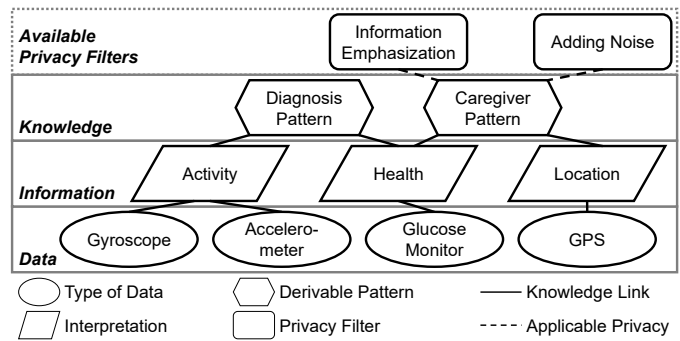 Available
Privacy Filters
Information
Emphasization
Adding Noise
Knowledge
Diagnosis
Pattern
Caregiver
Pattern
Information
Activity
Health
Location
Data
Gyroscope
Accelero-
meter
Glucose
Monitor
GPS
Type of Data
Derivable Pattern
Knowledge Link
Interpretation
Privacy Filter
Applicable Privacy